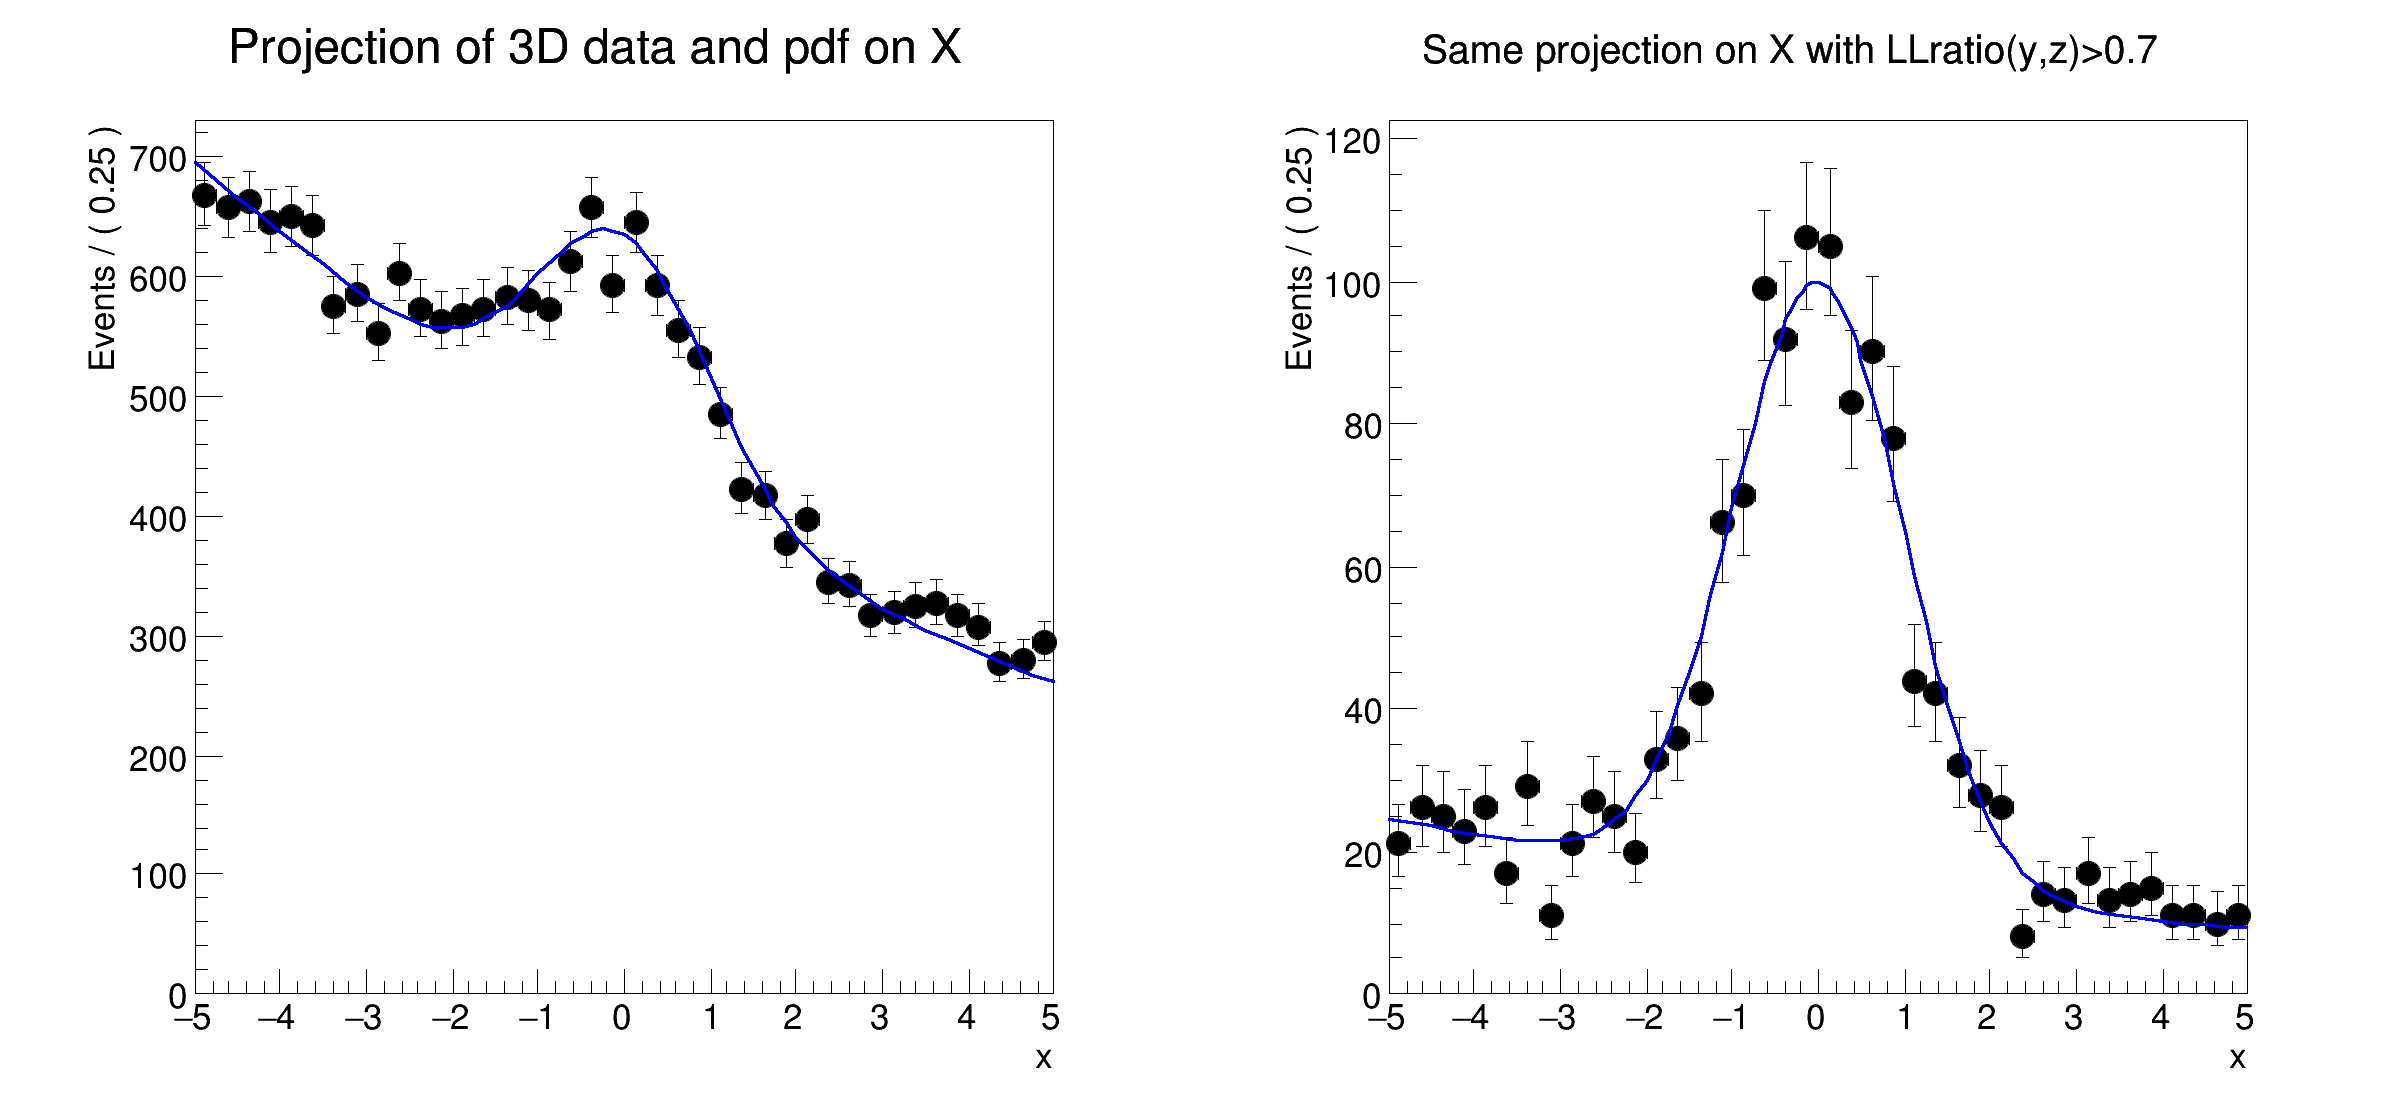 Projection of 3D data and pdf on X
Events / ( 0.25 )
700
600
500
400
300
200
100
0
−5 −4 −3 −2 −1 0 1 2 3 4 5
x
Same projection on X with LLratio(y,z)>0.7
Events / ( 0.25 )
120
100
80
60
40
20
0
−5 −4 −3 −2 −1 0 1 2 3 4 5
x